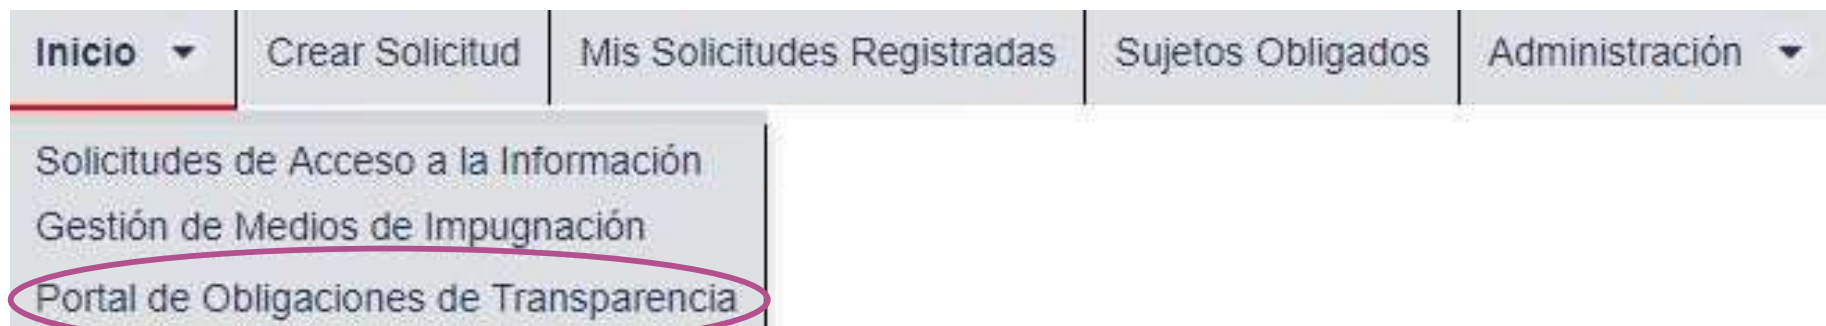 Inicio Crear Solicitud Mis Solicitudes Registradas Sujetos Obligados Administración
Solicitudes de Acceso a la Información
Gestión de Medios de Impugnación
Portal de Obligaciones de Transparencia